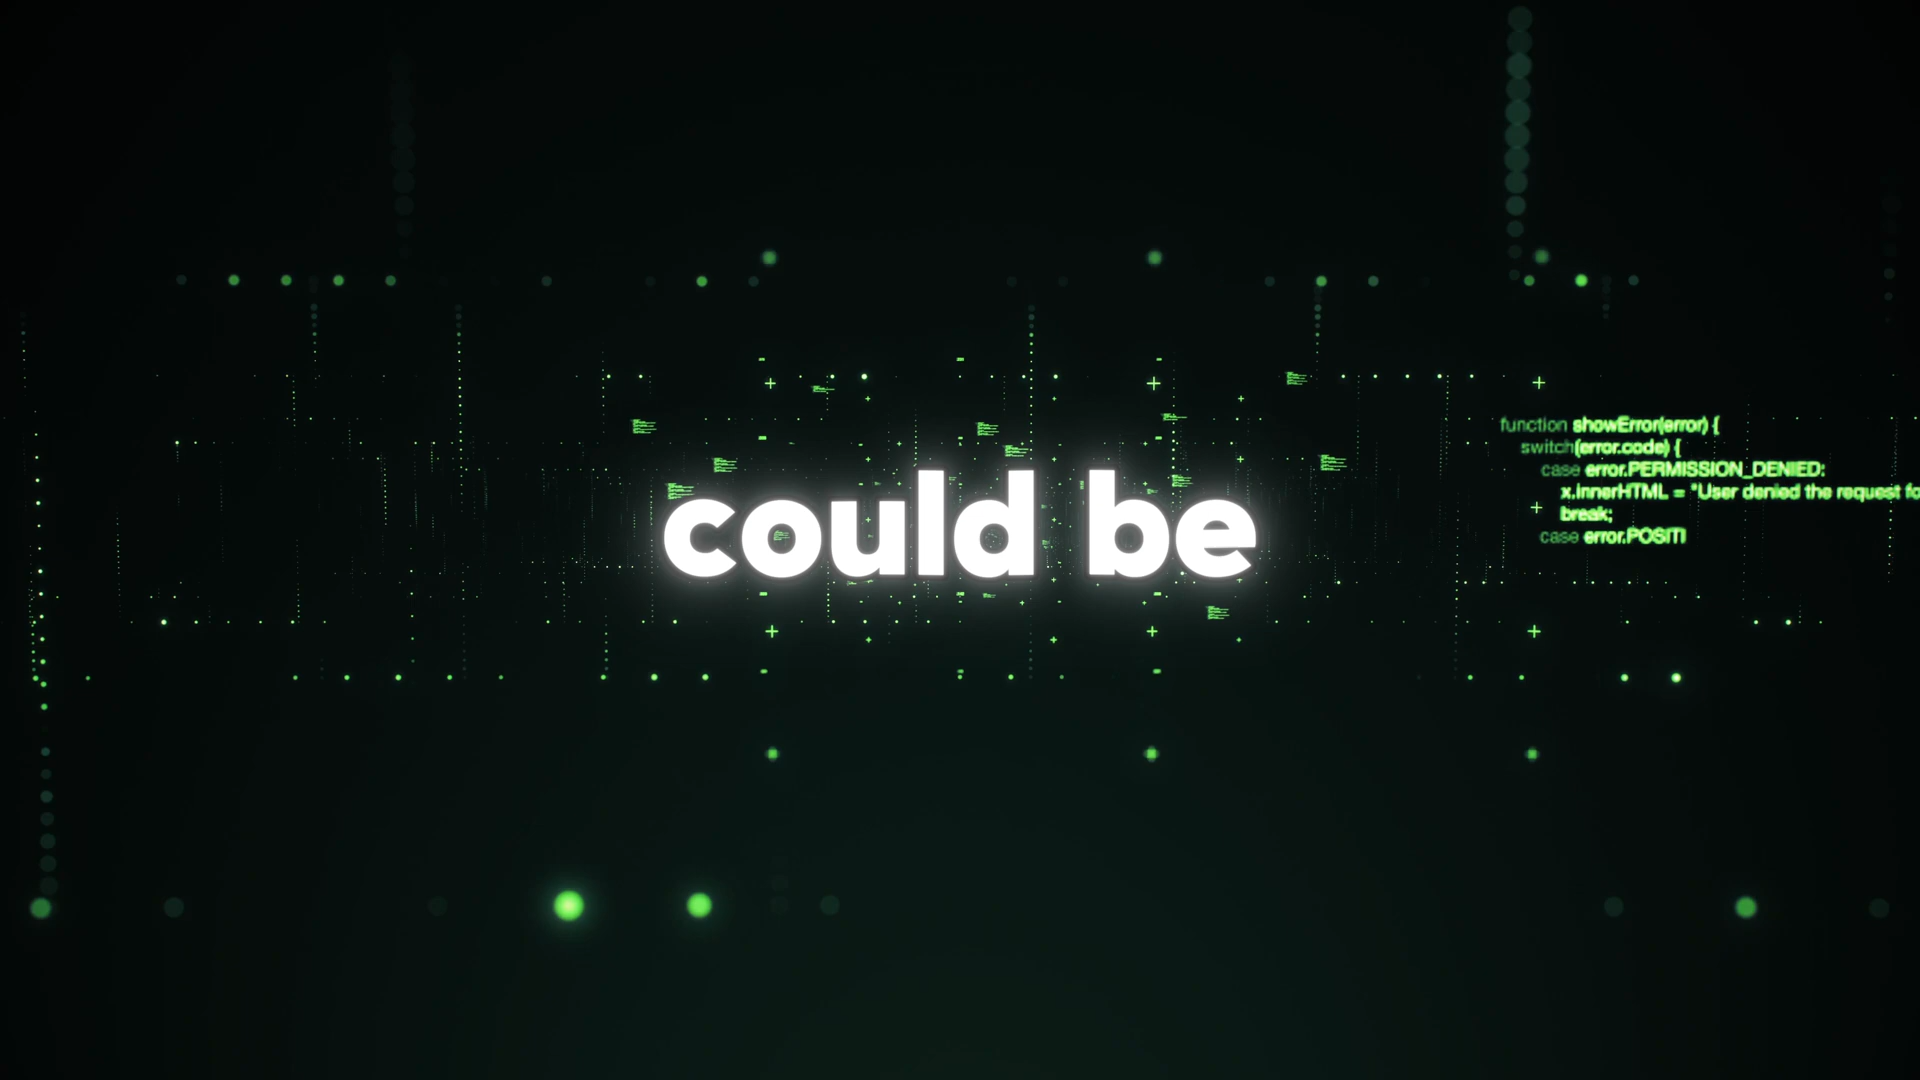 could be
function showError(error) {
switch(error.code) {
case error.PERMISSION_DENIED:
x.innerHTML = "User denied the request fo
break;
case error.POSITI